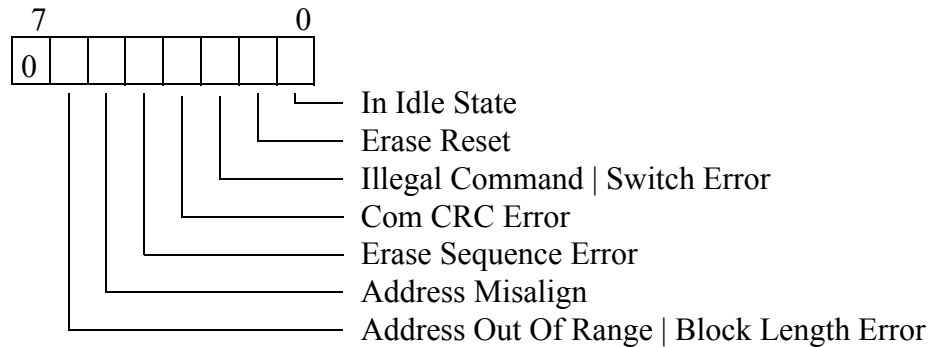 7 0
0
In Idle State
Erase Reset
Illegal Command | Switch Error
Com CRC Error
Erase Sequence Error
Address Misalign
Address Out Of Range | Block Length Error